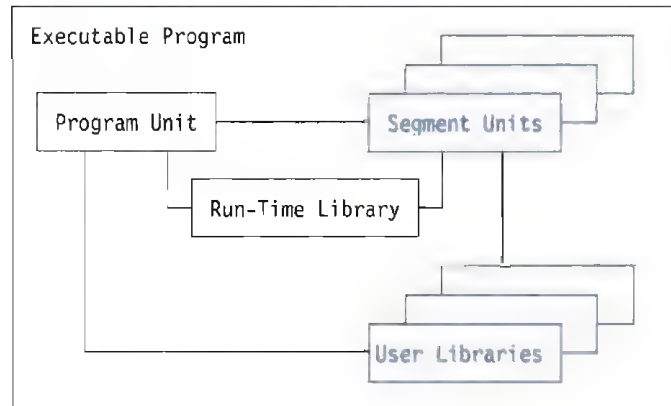 Executable Program
Program Unit
Segment Units
Run-Time Library
User Libraries